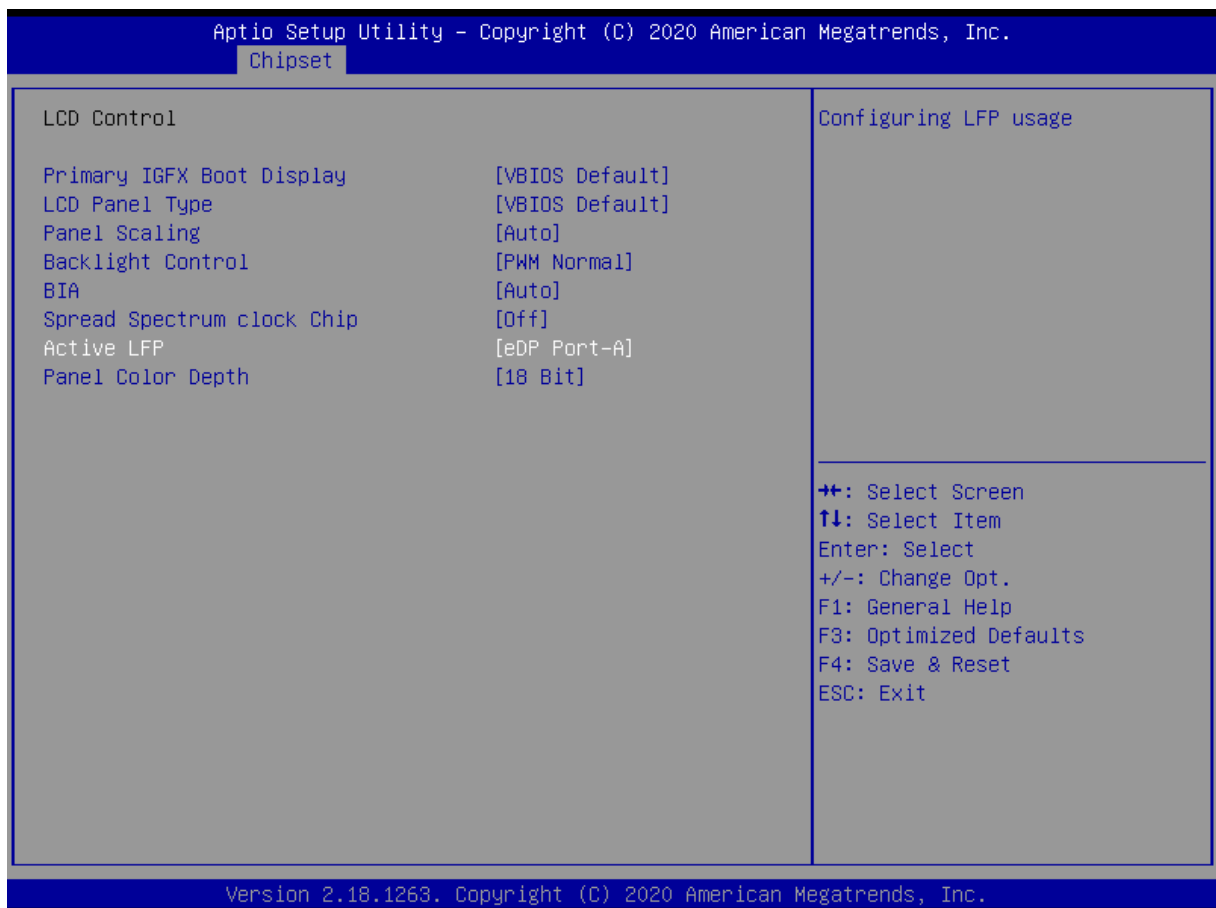 Aptio Setup Utility – Copyright (C) 2020 American Megatrends, Inc.
Chipset
LCD Control
Primary IGFX Boot Display [VBIOS Default]
LCD Panel Type [VBIOS Default]
Panel Scaling [Auto]
Backlight Control [PWM Normal]
BIA [Auto]
Spread Spectrum clock Chip [Off]
Active LFP [eDP Port-A]
Panel Color Depth [18 Bit]
Configuring LFP usage
→←: Select Screen
↑↓: Select Item
Enter: Select
+/-: Change Opt.
F1: General Help
F3: Optimized Defaults
F4: Save & Reset
ESC: Exit
Version 2.18.1263. Copyright (C) 2020 American Megatrends, Inc.